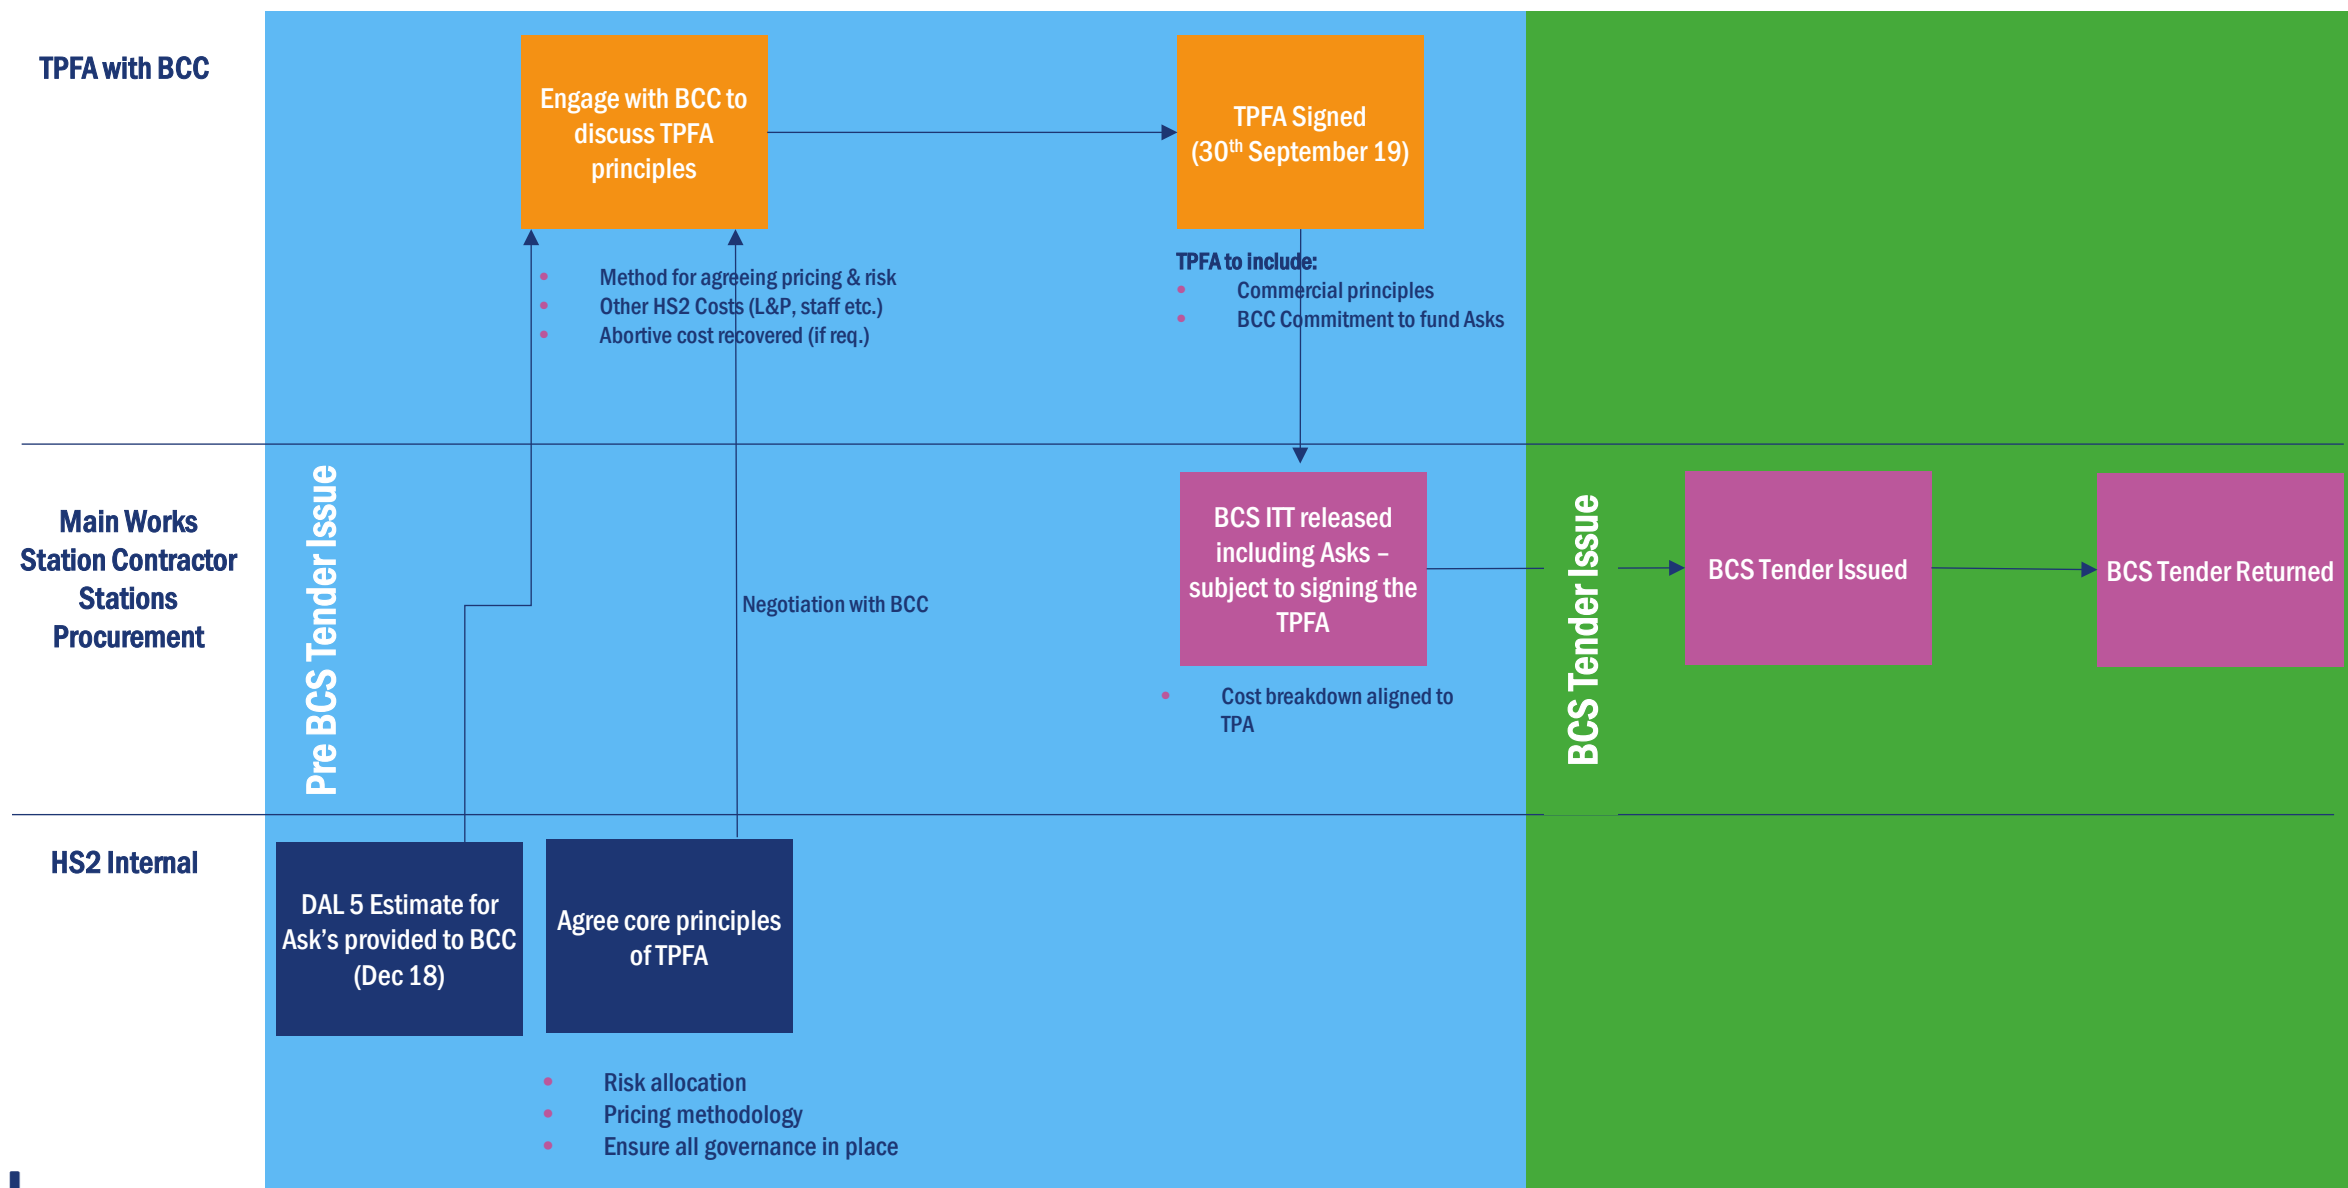 TPFA with BCC
Engage with BCC to
discuss TPFA
principles
TPFA Signed
(30th September 19)
Method for agreeing pricing & risk
Other HS2 Costs (L&P, staff etc.)
Abortive cost recovered (if req.)
TPFA to include:
Commercial principles
BCC Commitment to fund Asks
Main Works
Station Contractor
Stations
Procurement
Pre BCS Tender Issue
Negotiation with BCC
BCS ITT released
including Asks –
subject to signing the
TPFA
Cost breakdown aligned to
TPA
BCS Tender Issue
BCS Tender Issued
BCS Tender Returned
HS2 Internal
DAL 5 Estimate for
Ask's provided to BCC
(Dec 18)
Agree core principles
of TPFA
Risk allocation
Pricing methodology
Ensure all governance in place